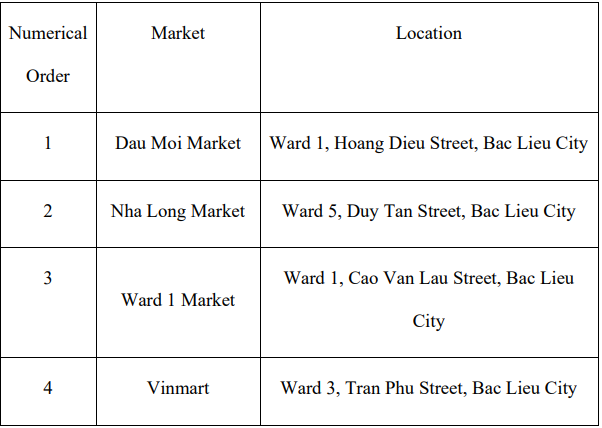 Numerical Order
Market
Location
1
Dau Moi Market
Ward 1, Hoang Dieu Street, Bac Lieu City
2
Nha Long Market
Ward 5, Duy Tan Street, Bac Lieu City
3
Ward 1 Market
Ward 1, Cao Van Lau Street, Bac Lieu
City
4
Vinmart
Ward 3, Tran Phu Street, Bac Lieu City